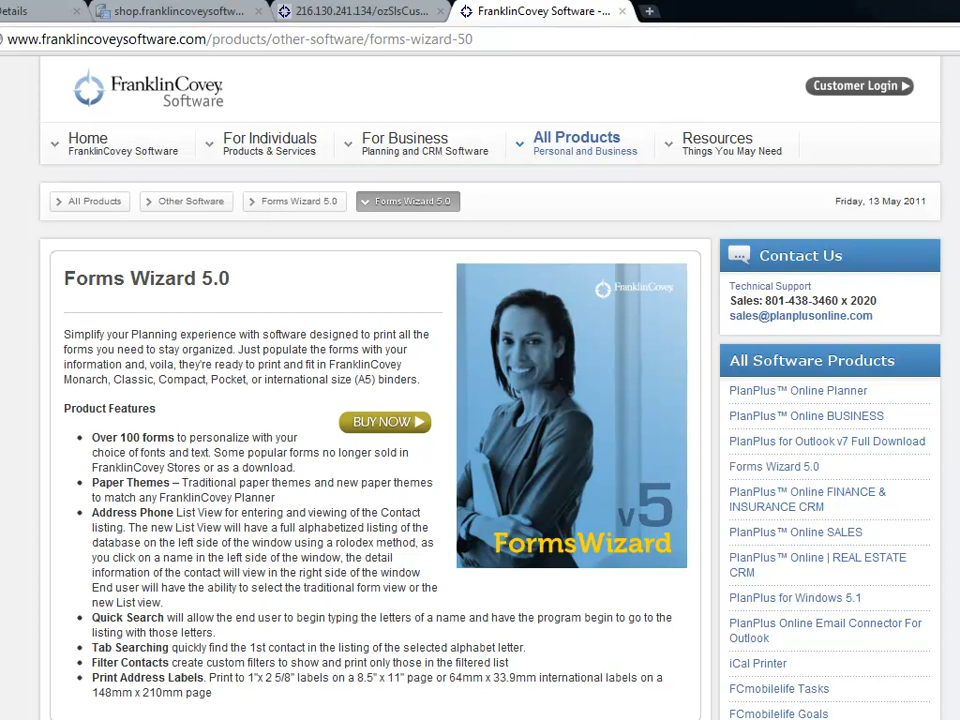 Details
shop.franklincoveysoftw...
216.130.241.134/ozSlsCus...
FranklinCovey Software -...
www.franklincoveysoftware.com/products/other-software/forms-wizard-50
FranklinCovey
Software
Customer Login
Home
FranklinCovey Software
For Individuals
Products & Services
For Business
Planning and CRM Software
All Products
Personal and Business
Resources
Things You May Need
All Products
Other Software
Forms Wizard 5.0
Forms Wizard 5.0
Friday, 13 May 2011
Forms Wizard 5.0
Simplify your Planning experience with software designed to print all the
forms you need to stay organized. Just populate the forms with your
information and, voila, they're ready to print and fit in FranklinCovey
Monarch, Classic, Compact, Pocket, or international size (A5) binders.
Product Features
BUY NOW
Over 100 forms to personalize with your
choice of fonts and text. Some popular forms no longer sold in
FranklinCovey Stores or as a download.
Paper Themes – Traditional paper themes and new paper themes
to match any FranklinCovey Planner
Address Phone List View for entering and viewing of the Contact
listing. The new List View will have a full alphabetized listing of the
database on the left side of the window using a rolodex method, as
you click on a name in the left side of the window, the detail
information of the contact will view in the right side of the window
End user will have the ability to select the traditional form view or the
new List view.
Quick Search will allow the end user to begin typing the letters of a name and have the program begin to go to the
listing with those letters.
Tab Searching quickly find the 1st contact in the listing of the selected alphabet letter.
Filter Contacts create custom filters to show and print only those in the filtered list
Print Address Labels. Print to 1"x 2 5/8" labels on a 8.5" x 11" page or 64mm x 33.9mm international labels on a
148mm x 210mm page
FranklinCovey
v5
FormsWizard
Contact Us
Technical Support
Sales: 801-438-3460 x 2020
sales@planplusonline.com
All Software Products
PlanPlus™ Online Planner
PlanPlus™ Online BUSINESS
PlanPlus for Outlook v7 Full Download
Forms Wizard 5.0
PlanPlus™ Online FINANCE &
INSURANCE CRM
PlanPlus™ Online SALES
PlanPlus™ Online | REAL ESTATE
CRM
PlanPlus for Windows 5.1
PlanPlus Online Email Connector For
Outlook
iCal Printer
FCmobilelife Tasks
FCmobilelife Goals